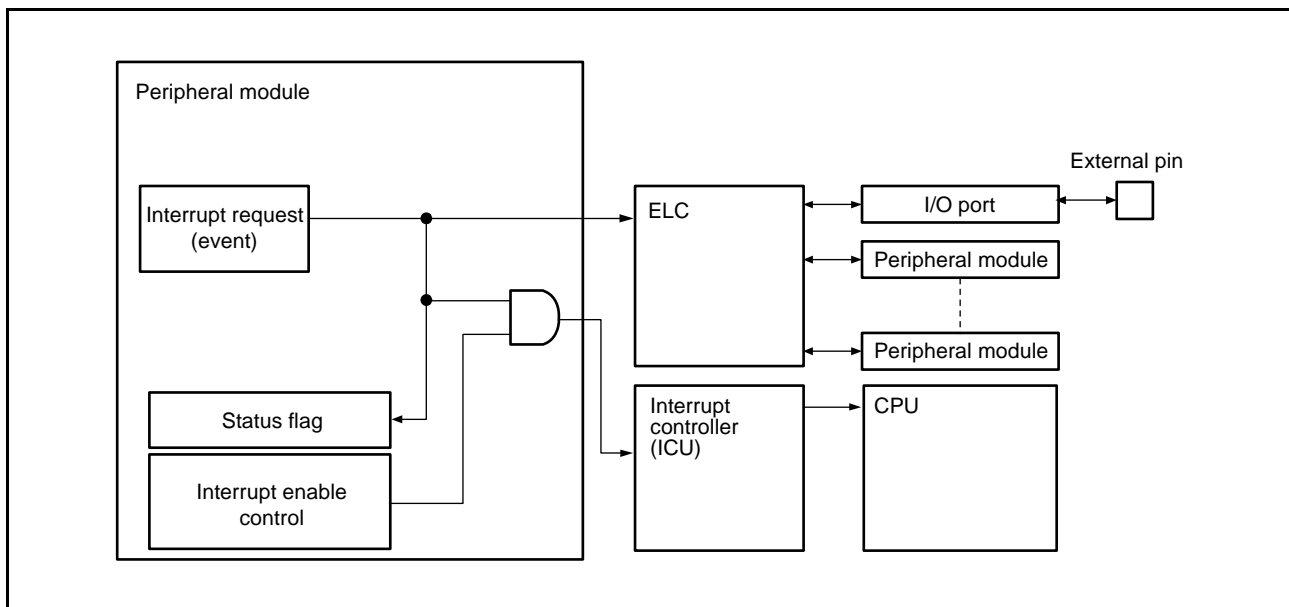 Peripheral module
Interrupt request
(event)
Status flag
Interrupt enable
control
ELC
I/O port
External pin
Peripheral module
Peripheral module
Interrupt
controller
(ICU)
CPU